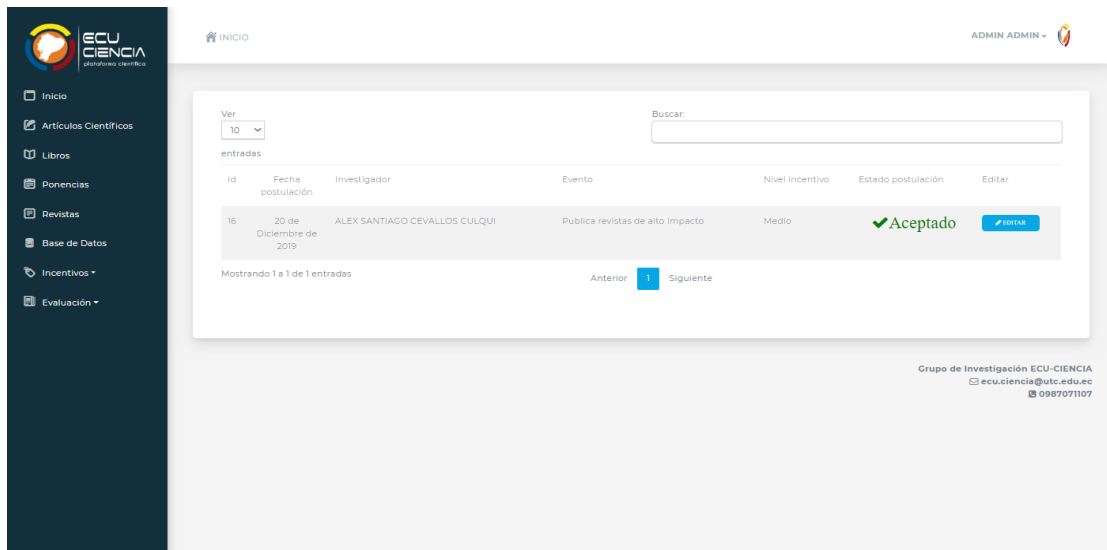 ECU
CIENCIA
plataforma científica
Inicio
Artículos Científicos
Libros
Ponencias
Revistas
Base de Datos
Incentivos
Evaluación
INICIO
ADMIN ADMIN
Ver
10
entradas
Buscar:
Id Fecha postulación Investigador Evento Nivel Incentivo Estado postulación Editar
16 20 de Diciembre de 2019 ALEX SANTIAGO CEVALLOS CULQUI Publica revistas de alto impacto Medio Aceptado EDITAR
Mostrando 1 a 1 de 1 entradas
Anterior 1 Siguiente
Grupo de Investigación ECU-CIENCIA
ecu.ciencia@utc.edu.ec
0987071107